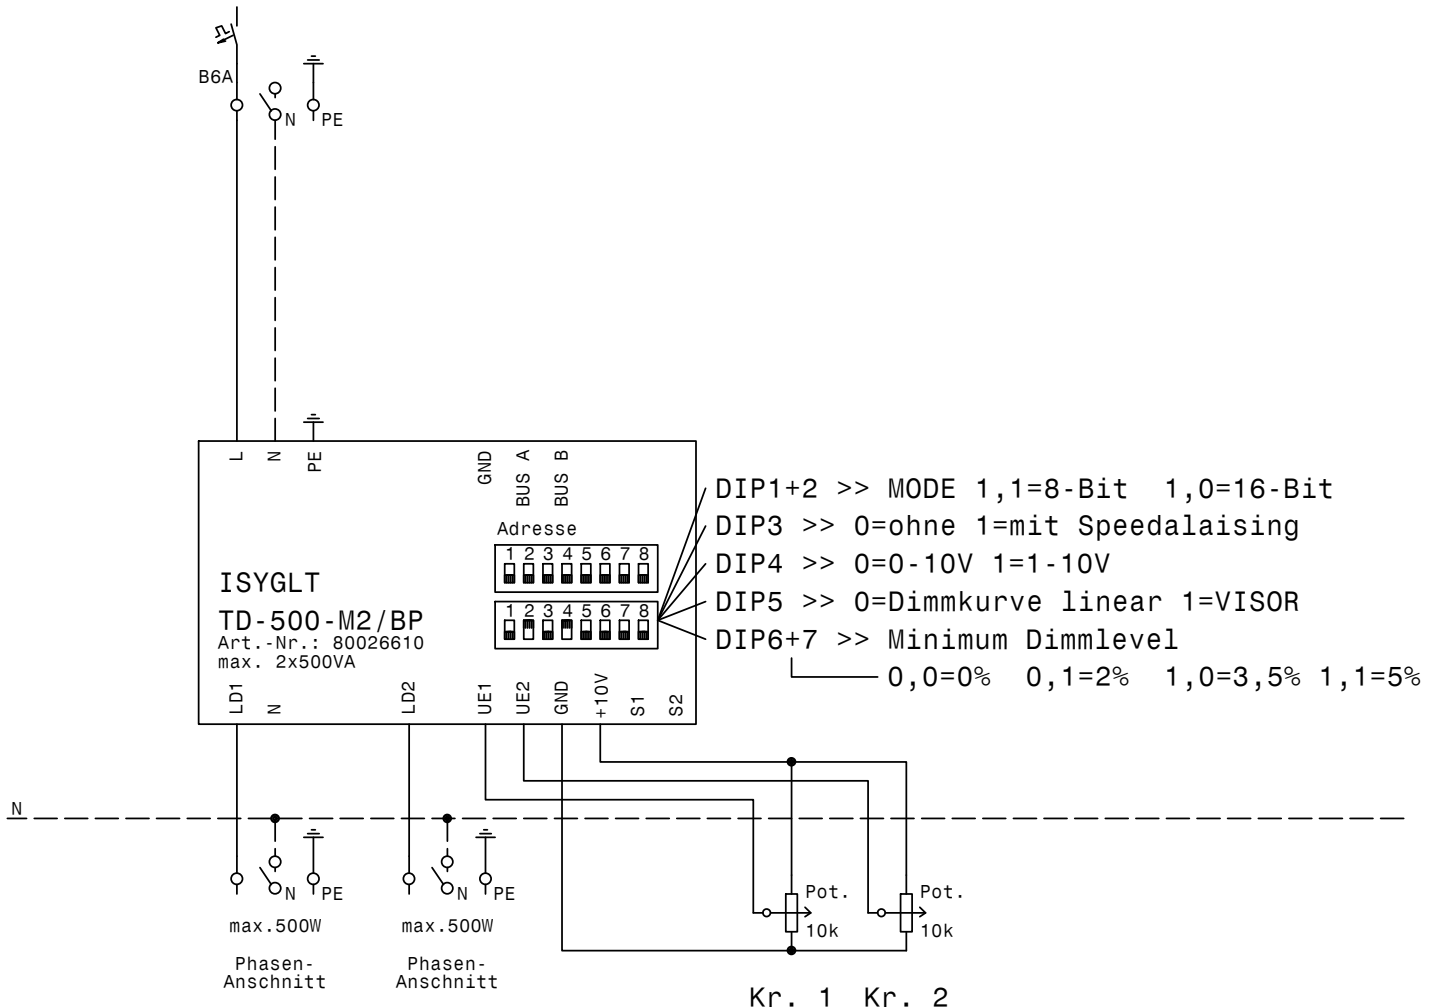 B6A
N
PE
L
N
PE
GND
BUS A
BUS B
Adresse
1 2 3 4 5 6 7 8
1 2 3 4 5 6 7 8
ISYGLT
TD-500-M2/BP
Art.-Nr.: 80026610
max. 2x500VA
DIP1+2 >> MODE 1,1=8-Bit 1,0=16-Bit
DIP3 >> 0=ohne 1=mit Speedalaising
DIP4 >> 0=0-10V 1=1-10V
DIP5 >> 0=Dimmkurve linear 1=VISOR
DIP6+7 >> Minimum Dimmlevel
0,0=0% 0,1=2% 1,0=3,5% 1,1=5%
LD1
N
LD2
UE1
UE2
GND
+10V
S1
S2
N
N
PE
N
PE
max.500W
max.500W
Phasen-
Anschnitt
Phasen-
Anschnitt
Pot.
10k
Pot.
10k
Kr. 1 Kr. 2